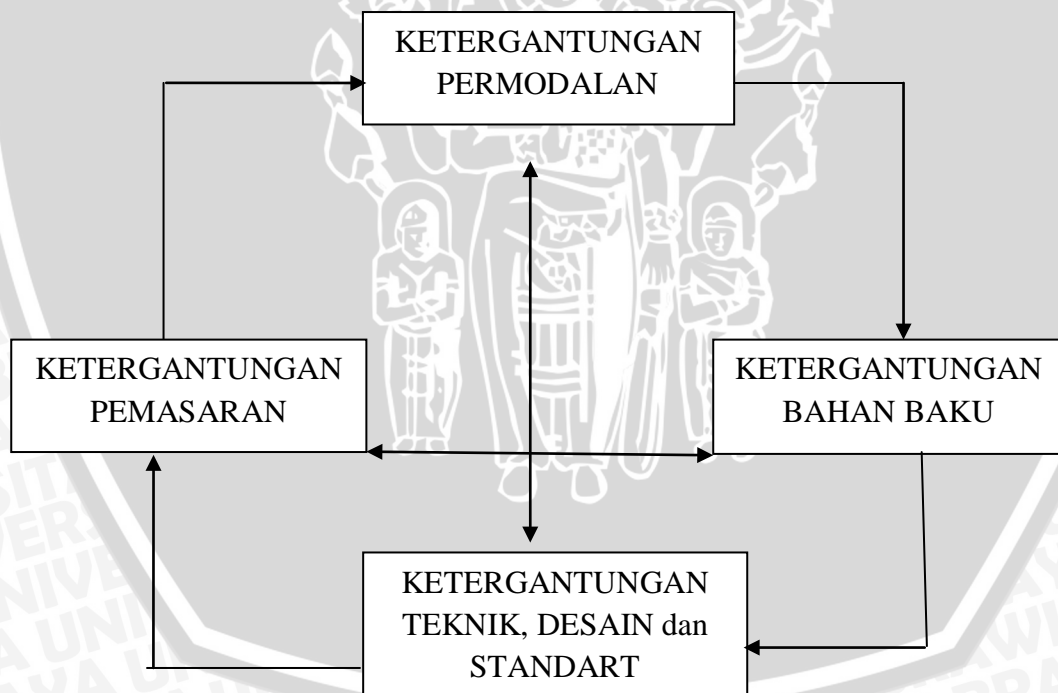 KETERGANTUNGAN
PERMODALAN
KETERGANTUNGAN
PEMASARAN
KETERGANTUNGAN
BAHAN BAKU
KETERGANTUNGAN
TEKNIK, DESAIN dan
STANDART